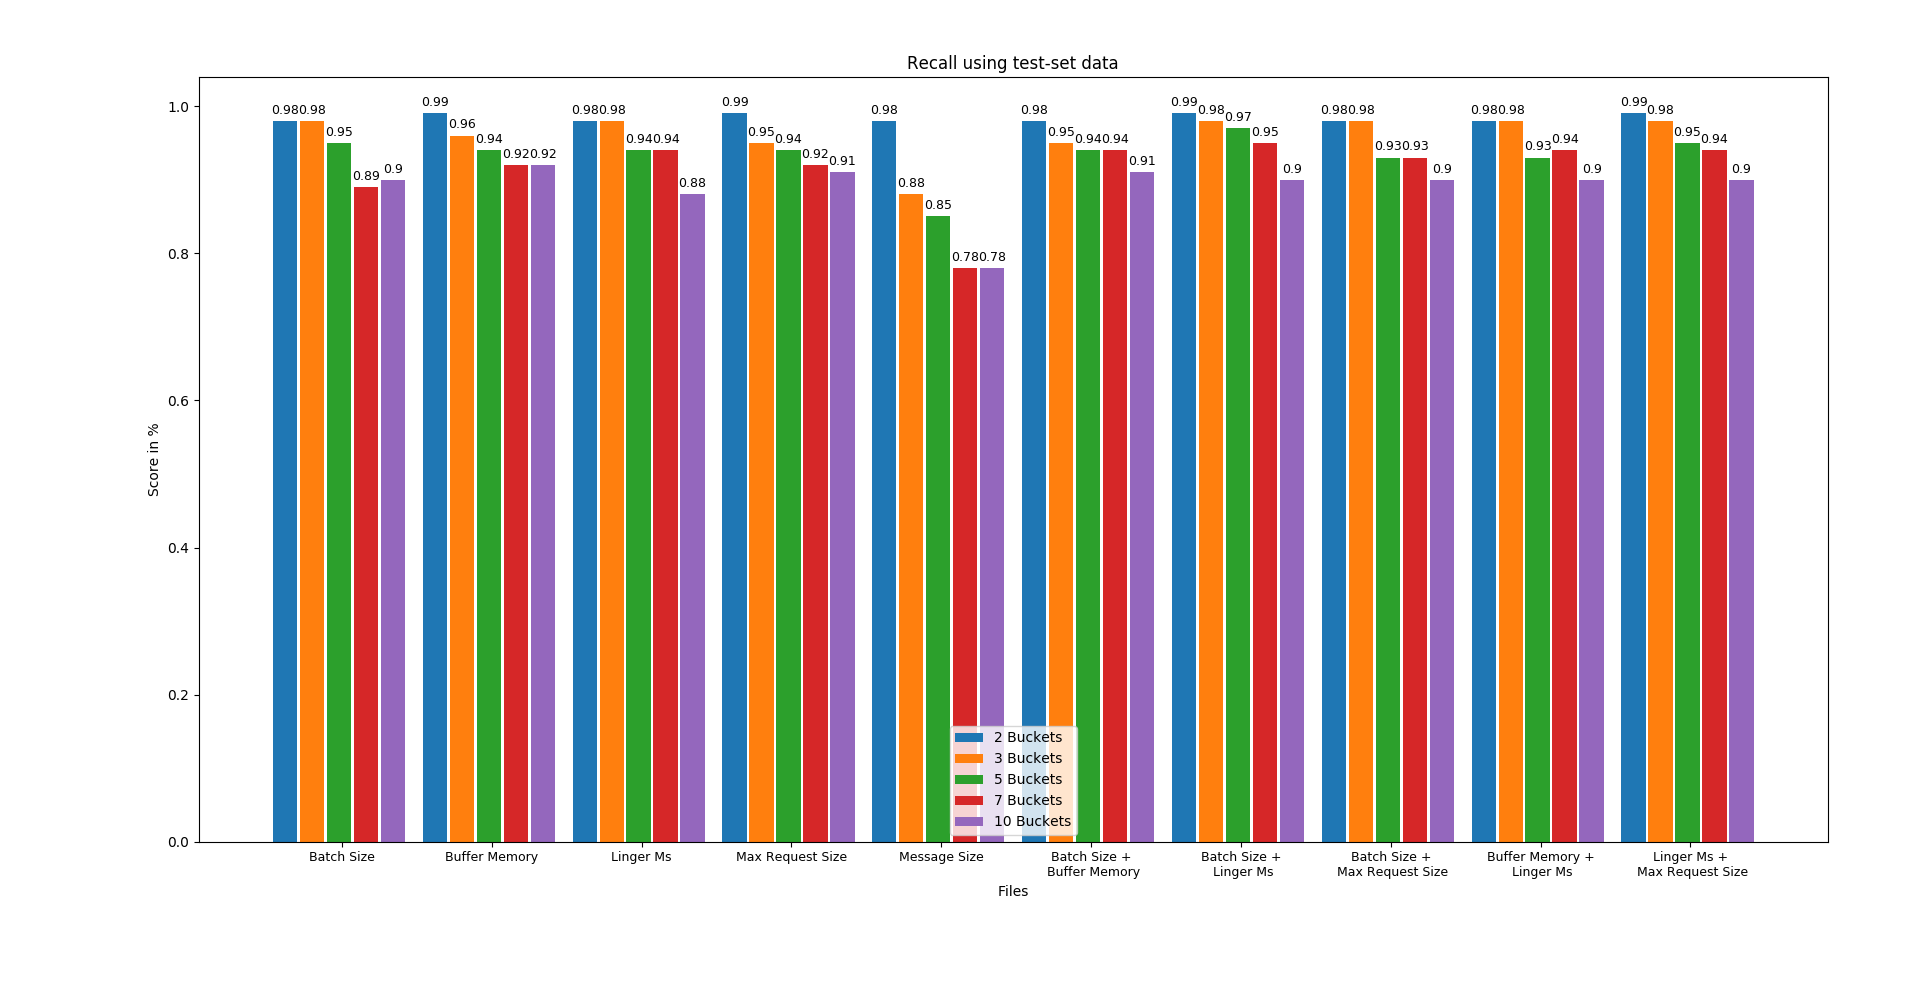 Recall using test-set data
Score in %
1.0
0.8
0.6
0.4
0.2
0.0
0.98 0.98 0.95 0.89 0.9
0.99 0.96 0.94 0.92 0.92
0.98 0.98 0.94 0.94 0.88
0.99 0.95 0.94 0.92 0.91
0.98 0.88 0.85 0.78 0.78
0.98 0.95 0.94 0.94 0.91
0.99 0.98 0.97 0.95 0.9
0.98 0.98 0.93 0.93 0.9
0.98 0.98 0.93 0.94 0.9
0.99 0.98 0.95 0.94 0.9
2 Buckets
3 Buckets
5 Buckets
7 Buckets
10 Buckets
Batch Size
Buffer Memory
Linger Ms
Max Request Size
Message Size
Batch Size +
Buffer Memory
Batch Size +
Linger Ms
Batch Size +
Max Request Size
Buffer Memory +
Linger Ms
Linger Ms +
Max Request Size
Files